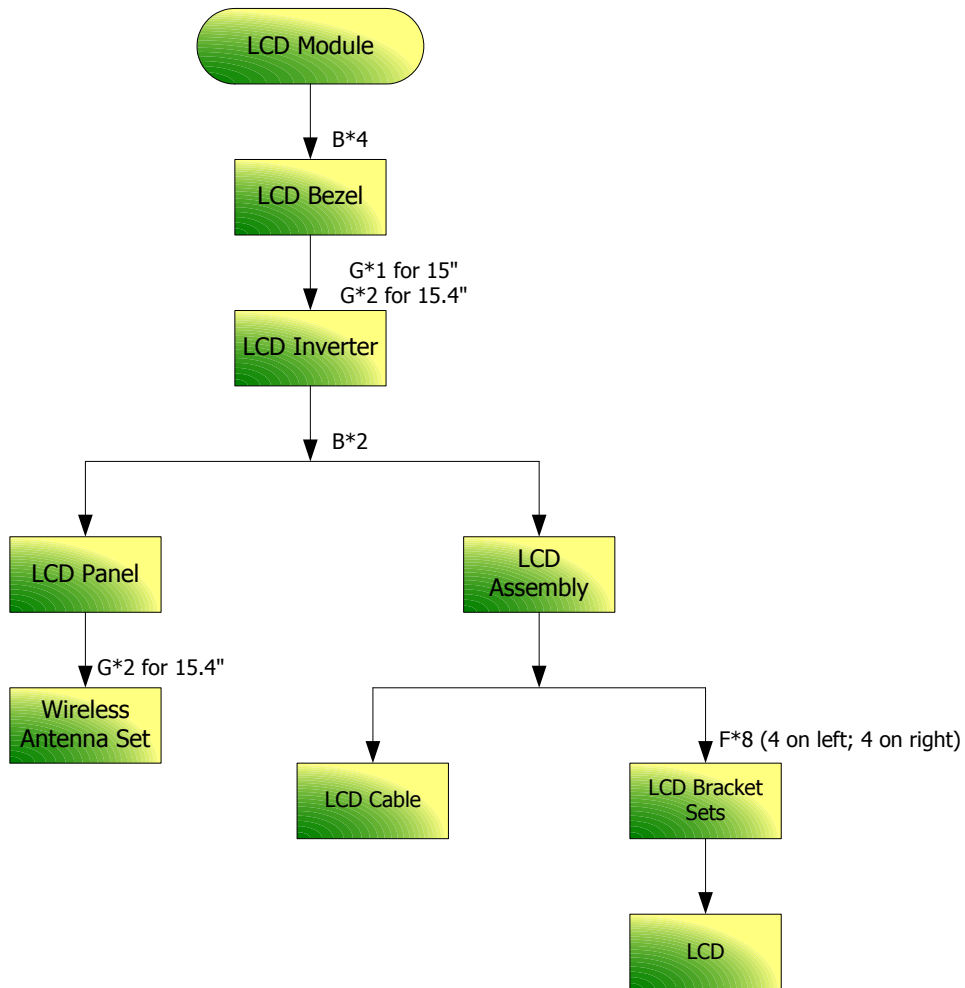 LCD Module
B*4
LCD Bezel
G*1 for 15"
G*2 for 15.4"
LCD Inverter
B*2
LCD Panel
LCD
Assembly
G*2 for 15.4"
Wireless
Antenna Set
F*8 (4 on left; 4 on right)
LCD Cable
LCD Bracket
Sets
LCD